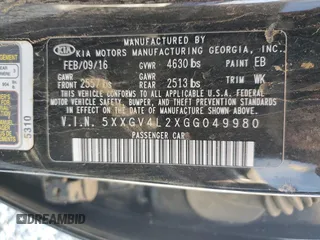 MANUFACTURED BY
KIA
KIA MOTORS MANUFACTURING GEORGIA, INC.
FEB/09/16 GVWR 4630 lbs PAINT EB
GAWR FRONT 2557 lbs GAWR REAR 2513 lbs TRIM WK
THIS VEHICLE CONFORMS TO ALL APPLICABLE FEDERAL MOTOR
VEHICLE SAFETY, BUMPER, AND THEFT PREVENTION STANDARDS
IN EFFECT ON THE DATE OF MANUFACTURE SHOWN ABOVE.
V.I.N. 5XXGV4L2XGG049980
PASSENGER CAR
5310
AMDBID